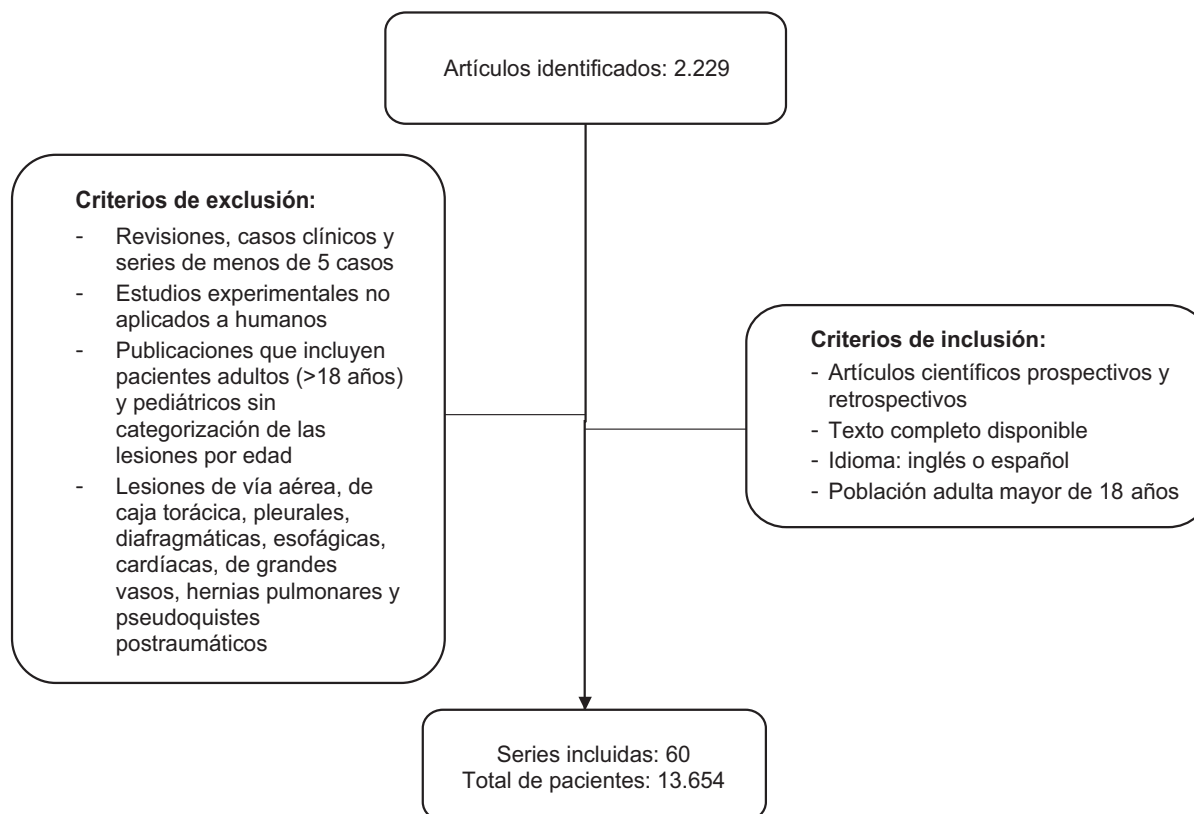 Artículos identificados: 2.229
Criterios de exclusión:
- Revisiones, casos clínicos y
series de menos de 5 casos
- Estudios experimentales no
aplicados a humanos
- Publicaciones que incluyen
pacientes adultos (>18 años)
y pediátricos sin
categorización de las
lesiones por edad
- Lesiones de vía aérea, de
caja torácica, pleurales,
diafragmáticas, esofágicas,
cardíacas, de grandes
vasos, hernias pulmonares y
pseudoquistes
postraumáticos
Criterios de inclusión:
- Artículos científicos prospectivos y
retrospectivos
- Texto completo disponible
- Idioma: inglés o español
- Población adulta mayor de 18 años
Series incluidas: 60
Total de pacientes: 13.654